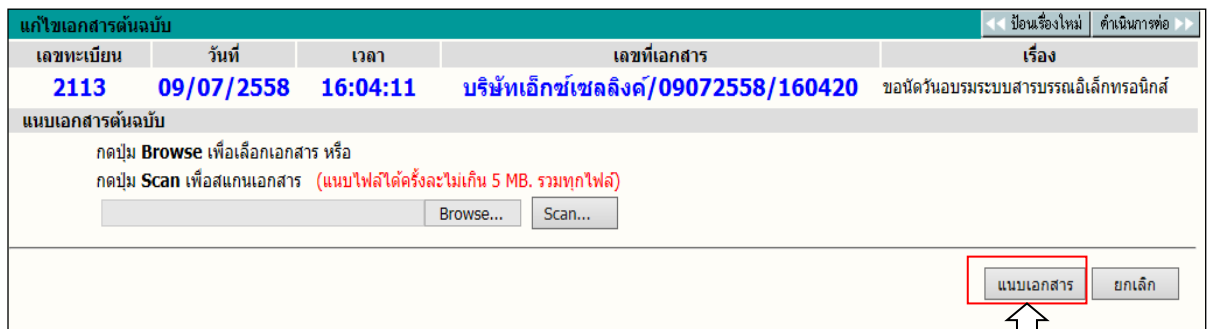 แก้ไขเอกสารต้นฉบับ ป้อนเรื่องใหม่ ดำเนินการต่อ
เลขทะเบียน วันที่ เวลา เลขที่เอกสาร เรื่อง
2113 09/07/2558 16:04:11 บริษัทเอ็กซ์เซลลิงค์/09072558/160420 ขอนัดวันอบรมระบบสารบรรณอิเล็กทรอนิกส์
แนบเอกสารต้นฉบับ
กดปุ่ม Browse เพื่อเลือกเอกสาร หรือ
กดปุ่ม Scan เพื่อสแกนเอกสาร (แนบไฟล์ได้ครั้งละไม่เกิน 5 MB. รวมทุกไฟล์)
Browse... Scan...
แนบเอกสาร ยกเลิก